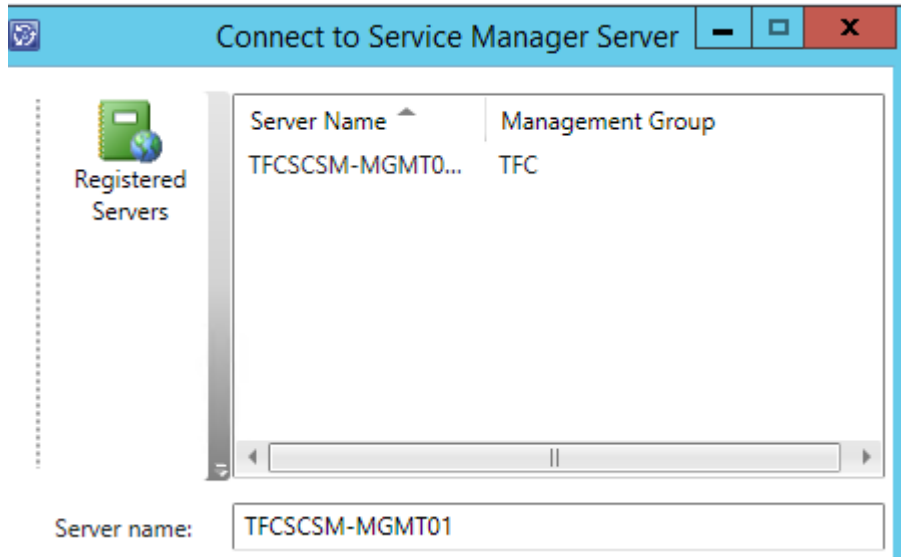 Connect to Service Manager Server
Registered
Servers
Server Name Management Group
TFCSCSM-MGMT0... TFC
Server name: TFCSCSM-MGMT01